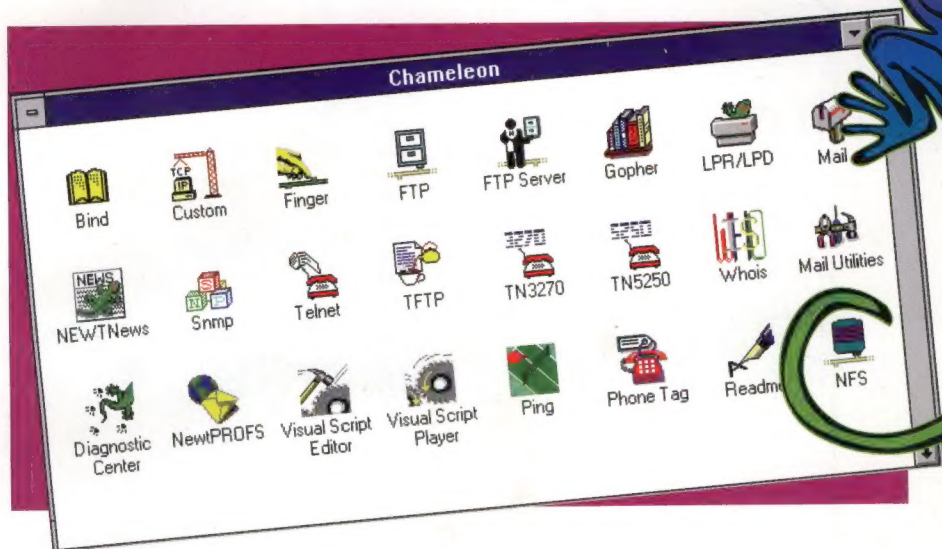 Chameleon
Bind Custom Finger FTP FTP Server Gopher LPR/LPD Mail
TCP
IP
NEWS
3270
5250
NEWTNews Snmp Telnet TFTP TN3270 TN5250 Whois Mail Utilities
S
N P
Diagnostic Center
NewtPROFS
Visual Script Editor
Visual Script Player
Ping
Phone Tag
Readme
NFS